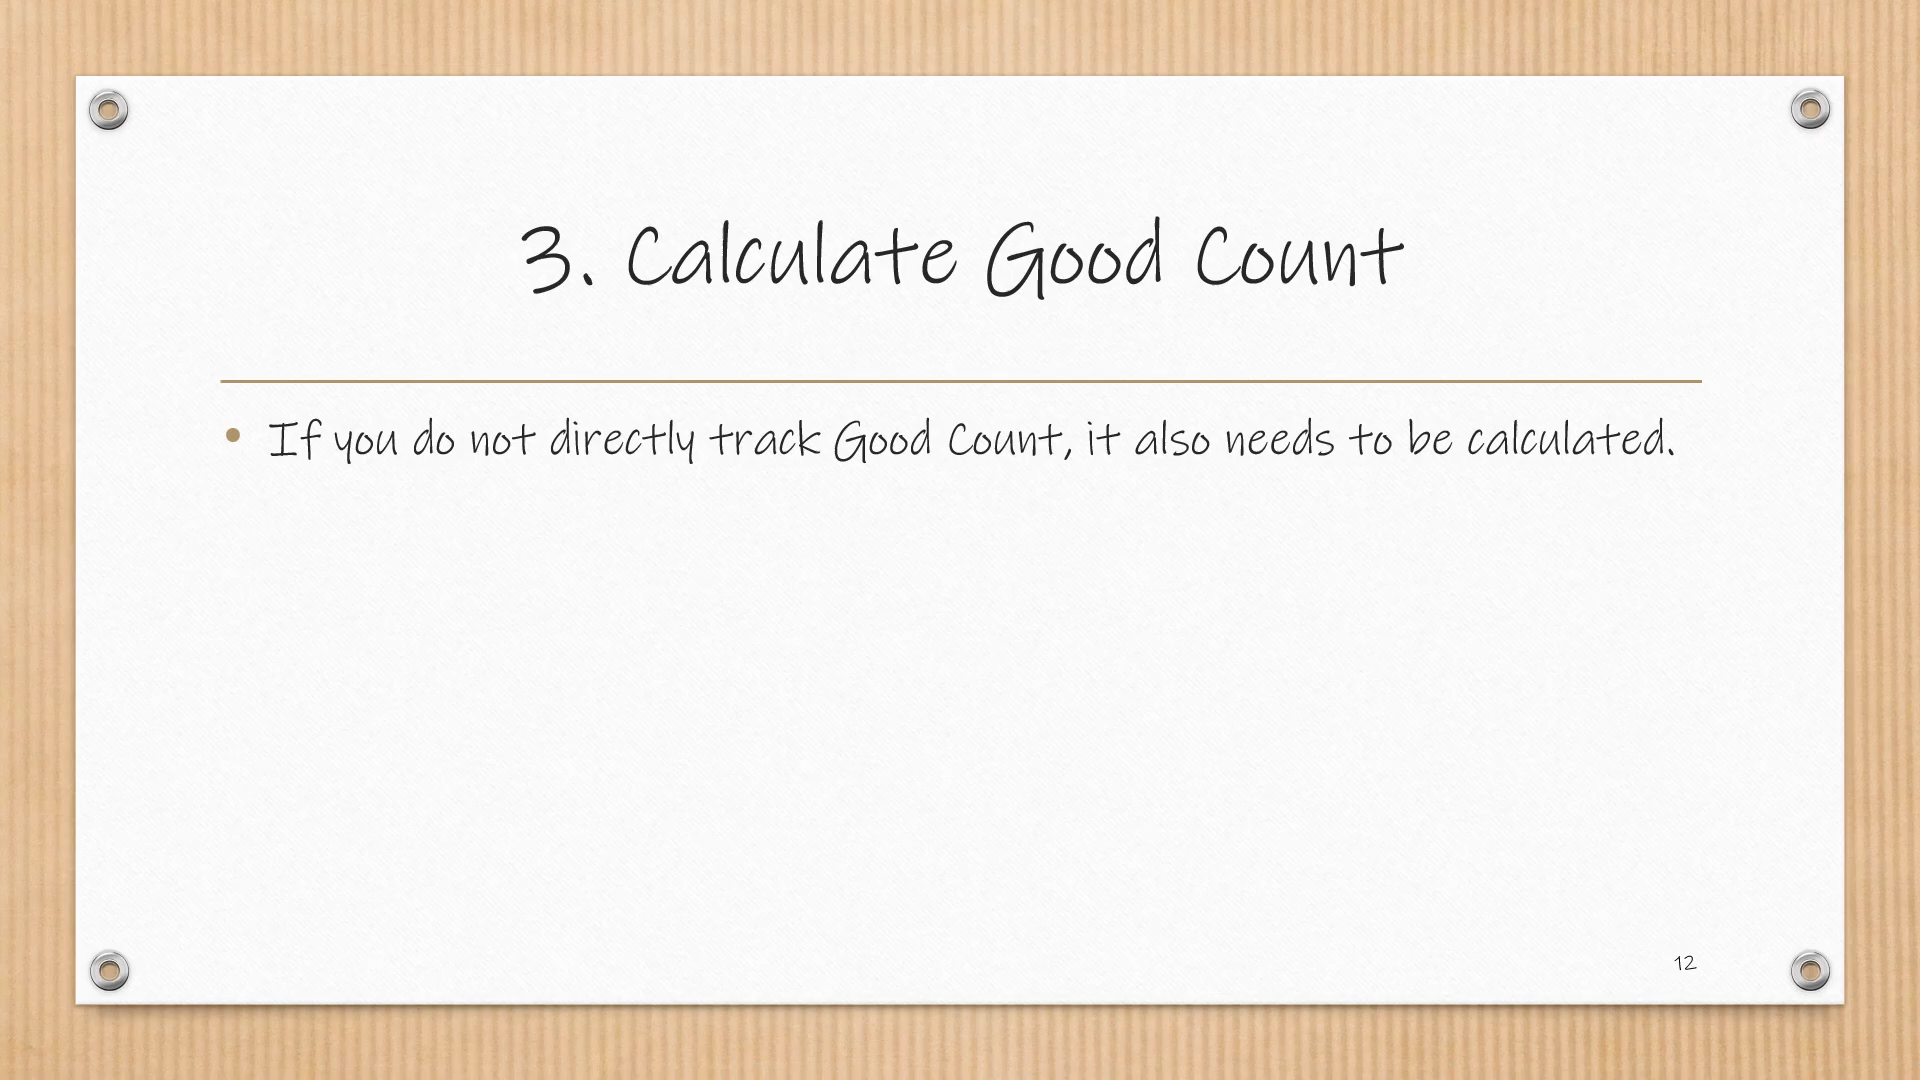 3. Calculate Good Count
• If you do not directly track Good Count, it also needs to be calculated.
12